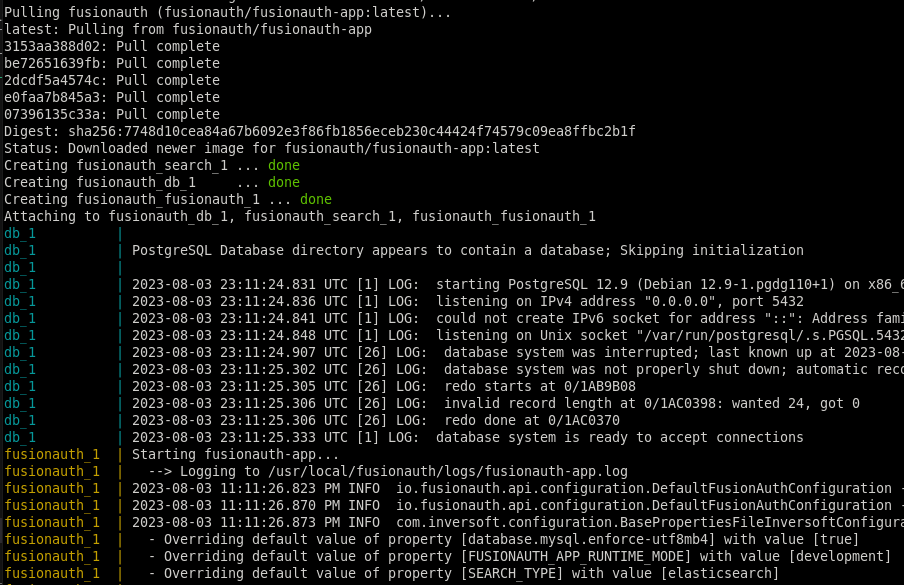 Pulling fusionauth (fusionauth/fusionauth-app:latest)...
latest: Pulling from fusionauth/fusionauth-app
3153aa388d02: Pull complete
be72651639fb: Pull complete
2dcdf5a4574c: Pull complete
e0faa7b845a3: Pull complete
07396135c33a: Pull complete
Digest: sha256:7748d10cea84a67b6092e3f86fb1856eceb230c44424f74579c09ea8ffbc2b1f
Status: Downloaded newer image for fusionauth/fusionauth-app:latest
Creating fusionauth_search_1 ... done
Creating fusionauth_db_1     ... done
Creating fusionauth_fusionauth_1 ... done
Attaching to fusionauth_db_1, fusionauth_search_1, fusionauth_fusionauth_1
db_1          |
db_1          | PostgreSQL Database directory appears to contain a database; Skipping initialization
db_1          |
db_1          | 2023-08-03 23:11:24.831 UTC [1] LOG:  starting PostgreSQL 12.9 (Debian 12.9-1.pgdg110+1) on x86_6
db_1          | 2023-08-03 23:11:24.836 UTC [1] LOG:  listening on IPv4 address "0.0.0.0", port 5432
db_1          | 2023-08-03 23:11:24.841 UTC [1] LOG:  could not create IPv6 socket for address "::": Address fami
db_1          | 2023-08-03 23:11:24.848 UTC [1] LOG:  listening on Unix socket "/var/run/postgresql/.s.PGSQL.5432
db_1          | 2023-08-03 23:11:24.907 UTC [26] LOG:  database system was interrupted; last known up at 2023-08-
db_1          | 2023-08-03 23:11:25.302 UTC [26] LOG:  database system was not properly shut down; automatic reco
db_1          | 2023-08-03 23:11:25.305 UTC [26] LOG:  redo starts at 0/1AB9B08
db_1          | 2023-08-03 23:11:25.306 UTC [26] LOG:  invalid record length at 0/1AC0398: wanted 24, got 0
db_1          | 2023-08-03 23:11:25.306 UTC [26] LOG:  redo done at 0/1AC0370
db_1          | 2023-08-03 23:11:25.333 UTC [1] LOG:  database system is ready to accept connections
fusionauth_1  | Starting fusionauth-app...
fusionauth_1  |   --> Logging to /usr/local/fusionauth/logs/fusionauth-app.log
fusionauth_1  | 2023-08-03 11:11:26.823 PM INFO  io.fusionauth.api.configuration.DefaultFusionAuthConfiguration -
fusionauth_1  | 2023-08-03 11:11:26.870 PM INFO  io.fusionauth.api.configuration.DefaultFusionAuthConfiguration -
fusionauth_1  | 2023-08-03 11:11:26.873 PM INFO  com.inversoft.configuration.BasePropertiesFileInversoftConfigura
fusionauth_1  |   - Overriding default value of property [database.mysql.enforce-utf8mb4] with value [true]
fusionauth_1  |   - Overriding default value of property [FUSIONAUTH_APP_RUNTIME_MODE] with value [development]
fusionauth_1  |   - Overriding default value of property [SEARCH_TYPE] with value [elasticsearch]